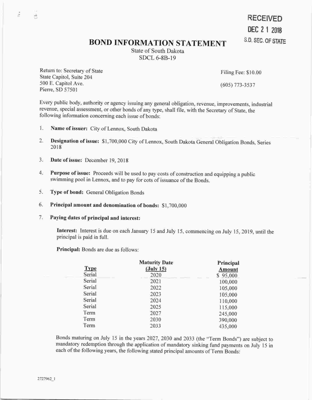 RECEIVED
DEC 21 2018
S.D. SEC. OF STATE
BOND INFORMATION STATEMENT
State of South Dakota
SDCL 6-8B-19
Return to: Secretary of State
Filing Fee: $10.00
State Capitol, Suite 204
500 E. Capitol Ave.
(605) 773-3537
Pierre, SD 57501
Every public body, authority or agency issuing any general obligation, revenue, improvements, industrial
revenue, special assessment, or other bonds of any type, shall file, with the Secretary of State, the
following information concerning each issue of bonds:
1. Name of issuer: City of Lennox, South Dakota
2. Designation of issue: $1,700,000 City of Lennox, South Dakota General Obligation Bonds, Series
2018
3. Date of issue: December 19, 2018
4. Purpose of issue: Proceeds will be used to pay costs of construction and equipping a public
swimming pool in Lennox, and to pay for cots of issuance of the Bonds.
5. Type of bond: General Obligation Bonds
6. Principal amount and denomination of bonds: $1,700,000
7. Paying dates of principal and interest:
Interest: Interest is due on each January 15 and July 15, commencing on July 15, 2019, until the
principal is paid in full.
Principal: Bonds are due as follows:
Maturity Date Principal
Type (July 15) Amount
Serial 2020 $ 95,000
Serial 2021 100,000
Serial 2022 105,000
Serial 2023 105,000
Serial 2024 110,000
Serial 2025 115,000
Term 2027 245,000
Term 2030 390,000
Term 2033 435,000
Bonds maturing on July 15 in the years 2027, 2030 and 2033 (the "Term Bonds") are subject to
mandatory redemption through the application of mandatory sinking fund payments on July 15 in
each of the following years, the following stated principal amounts of Term Bonds: